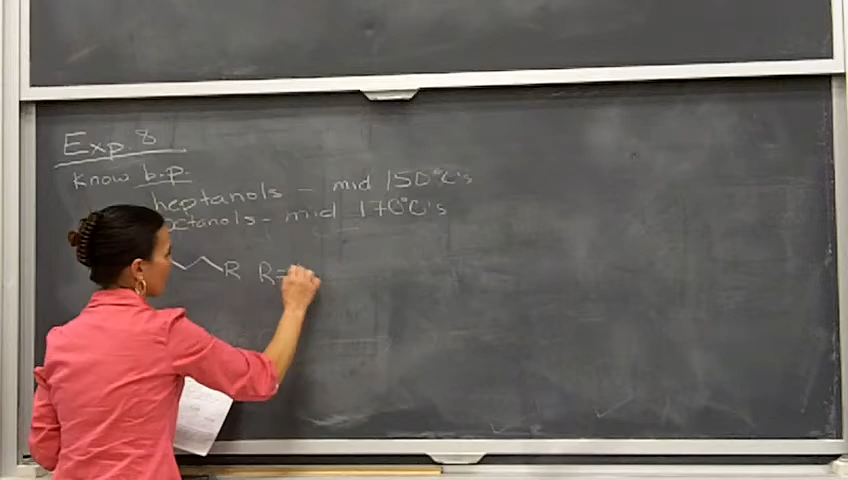 Exp. 8
Know b.p.
heptanols - mid 150°C's
octanols - mid 170°C's
R R=